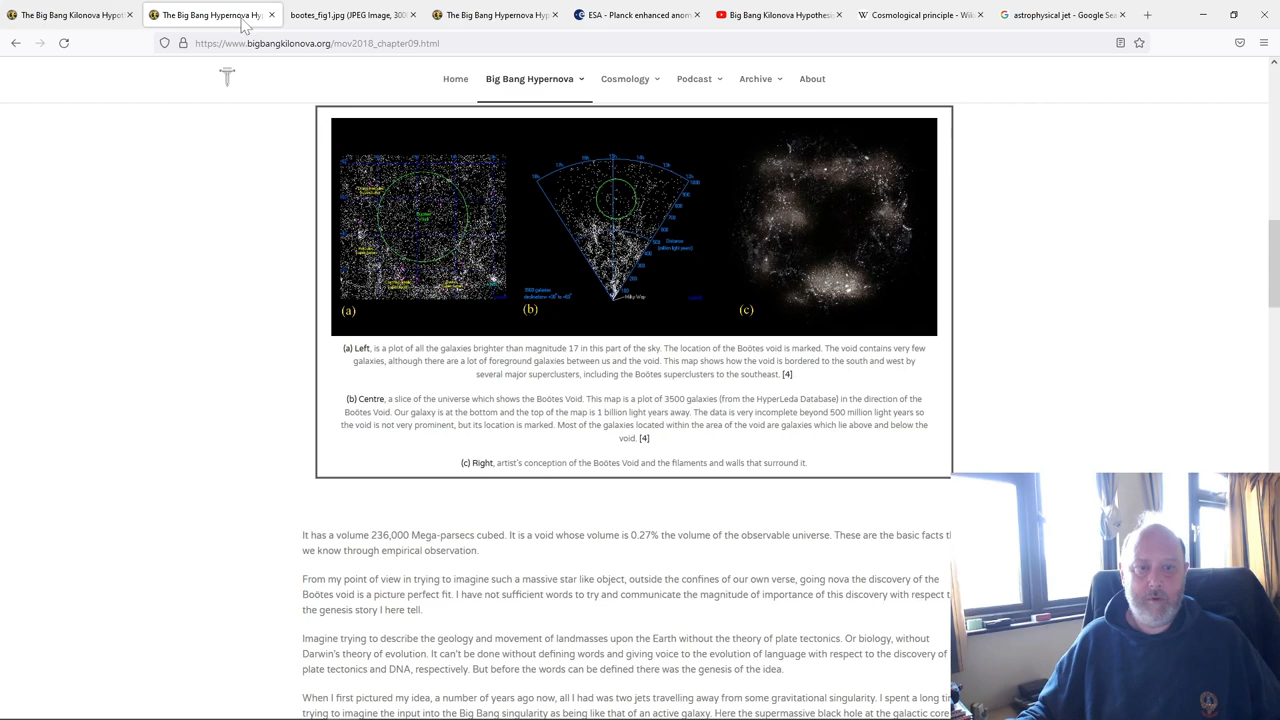 The Big Bang Kilonova Hypot
The Big Bang Hypernova Hy
bootes_fig1.jpg (JPEG Image, 300
The Big Bang Hypernova Hyp
ESA - Planck enhanced anom
Big Bang Kilonova Hypothesis
Cosmological principle - Wiki
astrophysical jet - Google Sea
https://www.bigbangkilonova.org/mov2018_chapter09.html
Home
Big Bang Hypernova
Cosmology
Podcast
Archive
About
Distance
(million light years)
Milky Way
(a)
(b)
(c)
(a) Left, is a plot of all the galaxies brighter than magnitude 17 in this part of the sky. The location of the Boötes void is marked. The void contains very few
galaxies, although there are a lot of foreground galaxies between us and the void. This map shows how the void is bordered to the south and west by
several major superclusters, including the Boötes superclusters to the southeast. [4]
(b) Centre, a slice of the universe which shows the Boötes Void. This map is a plot of 3500 galaxies (from the HyperLeda Database) in the direction of the
Boötes Void. Our galaxy is at the bottom and the top of the map is 1 billion light years away. The data is very incomplete beyond 500 million light years so
the void is not very prominent, but its location is marked. Most of the galaxies located within the area of the void are galaxies which lie above and below the
void. [4]
(c) Right, artist's conception of the Boötes Void and the filaments and walls that surround it.
It has a volume 236,000 Mega-parsecs cubed. It is a void whose volume is 0.27% the volume of the observable universe. These are the basic facts th
we know through empirical observation.
From my point of view in trying to imagine such a massive star like object, outside the confines of our own verse, going nova the discovery of the
Boötes void is a picture perfect fit. I have not sufficient words to try and communicate the magnitude of importance of this discovery with respect t
the genesis story I here tell.
Imagine trying to describe the geology and movement of landmasses upon the Earth without the theory of plate tectonics. Or biology, without
Darwin's theory of evolution. It can't be done without defining words and giving voice to the evolution of language with respect to the discovery of
plate tectonics and DNA, respectively. But before the words can be defined there was the genesis of the idea.
When I first pictured my idea, a number of years ago now, all I had was two jets travelling away from some gravitational singularity. I spent a long tim
trying to imagine the input into the Big Bang singularity as being like that of an active galaxy. Here the supermassive black hole at the galactic core